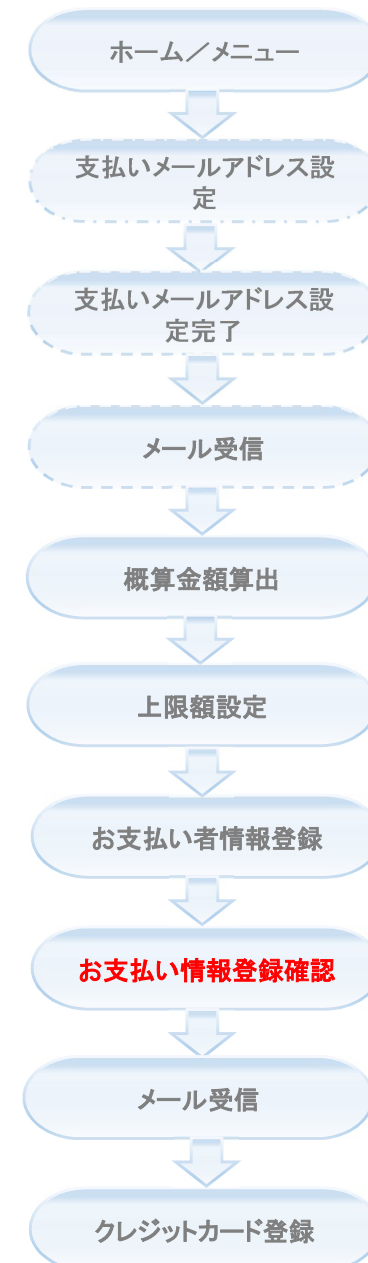 ホーム／メニュー
支払いメールアドレス設
定
支払いメールアドレス設
定完了
メール受信
概算金額算出
上限額設定
お支払い者情報登録
お支払い情報登録確認
メール受信
クレジットカード登録